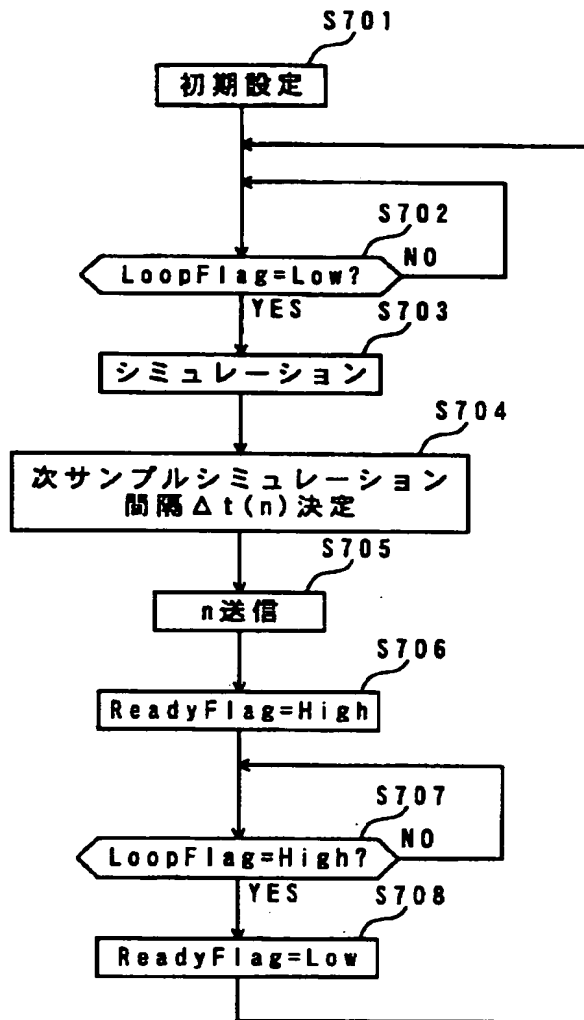 S701
初期設定
S702
LoopFlag=Low?
NO
YES
S703
シミュレーション
S704
次サンプルシミュレーション
間隔Δt(n)決定
S705
n送信
S706
ReadyFlag=High
S707
LoopFlag=High?
NO
YES
S708
ReadyFlag=Low